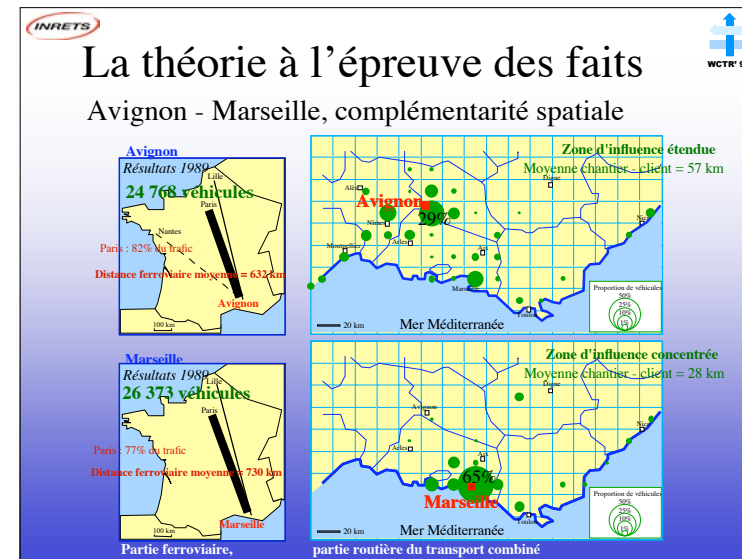 INRETS
WCTR' 9
La théorie à l'épreuve des faits
Avignon - Marseille, complémentarité spatiale
Avignon
Résultats 1989
Lille
24 768 véhicules
Paris
Nantes
Paris : 82% du trafic
Distance ferroviaire moyenne = 632 km
Avignon
100 km
Zone d'influence étendue
Moyenne chantier - client = 57 km
Digne
Alès
Avignon
29%
Nîmes
Nice
Montpellier
Arles
Aix
Marseille
Toulon
Proportion de véhicules
50%
25%
10%
1%
20 km
Mer Méditerranée
Marseille
Résultats 1989
Lille
26 373 véhicules
Paris
Paris : 77% du trafic
Distance ferroviaire moyenne = 730 km
Marseille
100 km
Zone d'influence concentrée
Moyenne chantier - client = 28 km
Digne
Avignon
Nice
Arles
Aix
65%
Marseille
Toulon
Proportion de véhicules
50%
25%
10%
1%
20 km
Mer Méditerranée
Partie ferroviaire,
partie routière du transport combiné